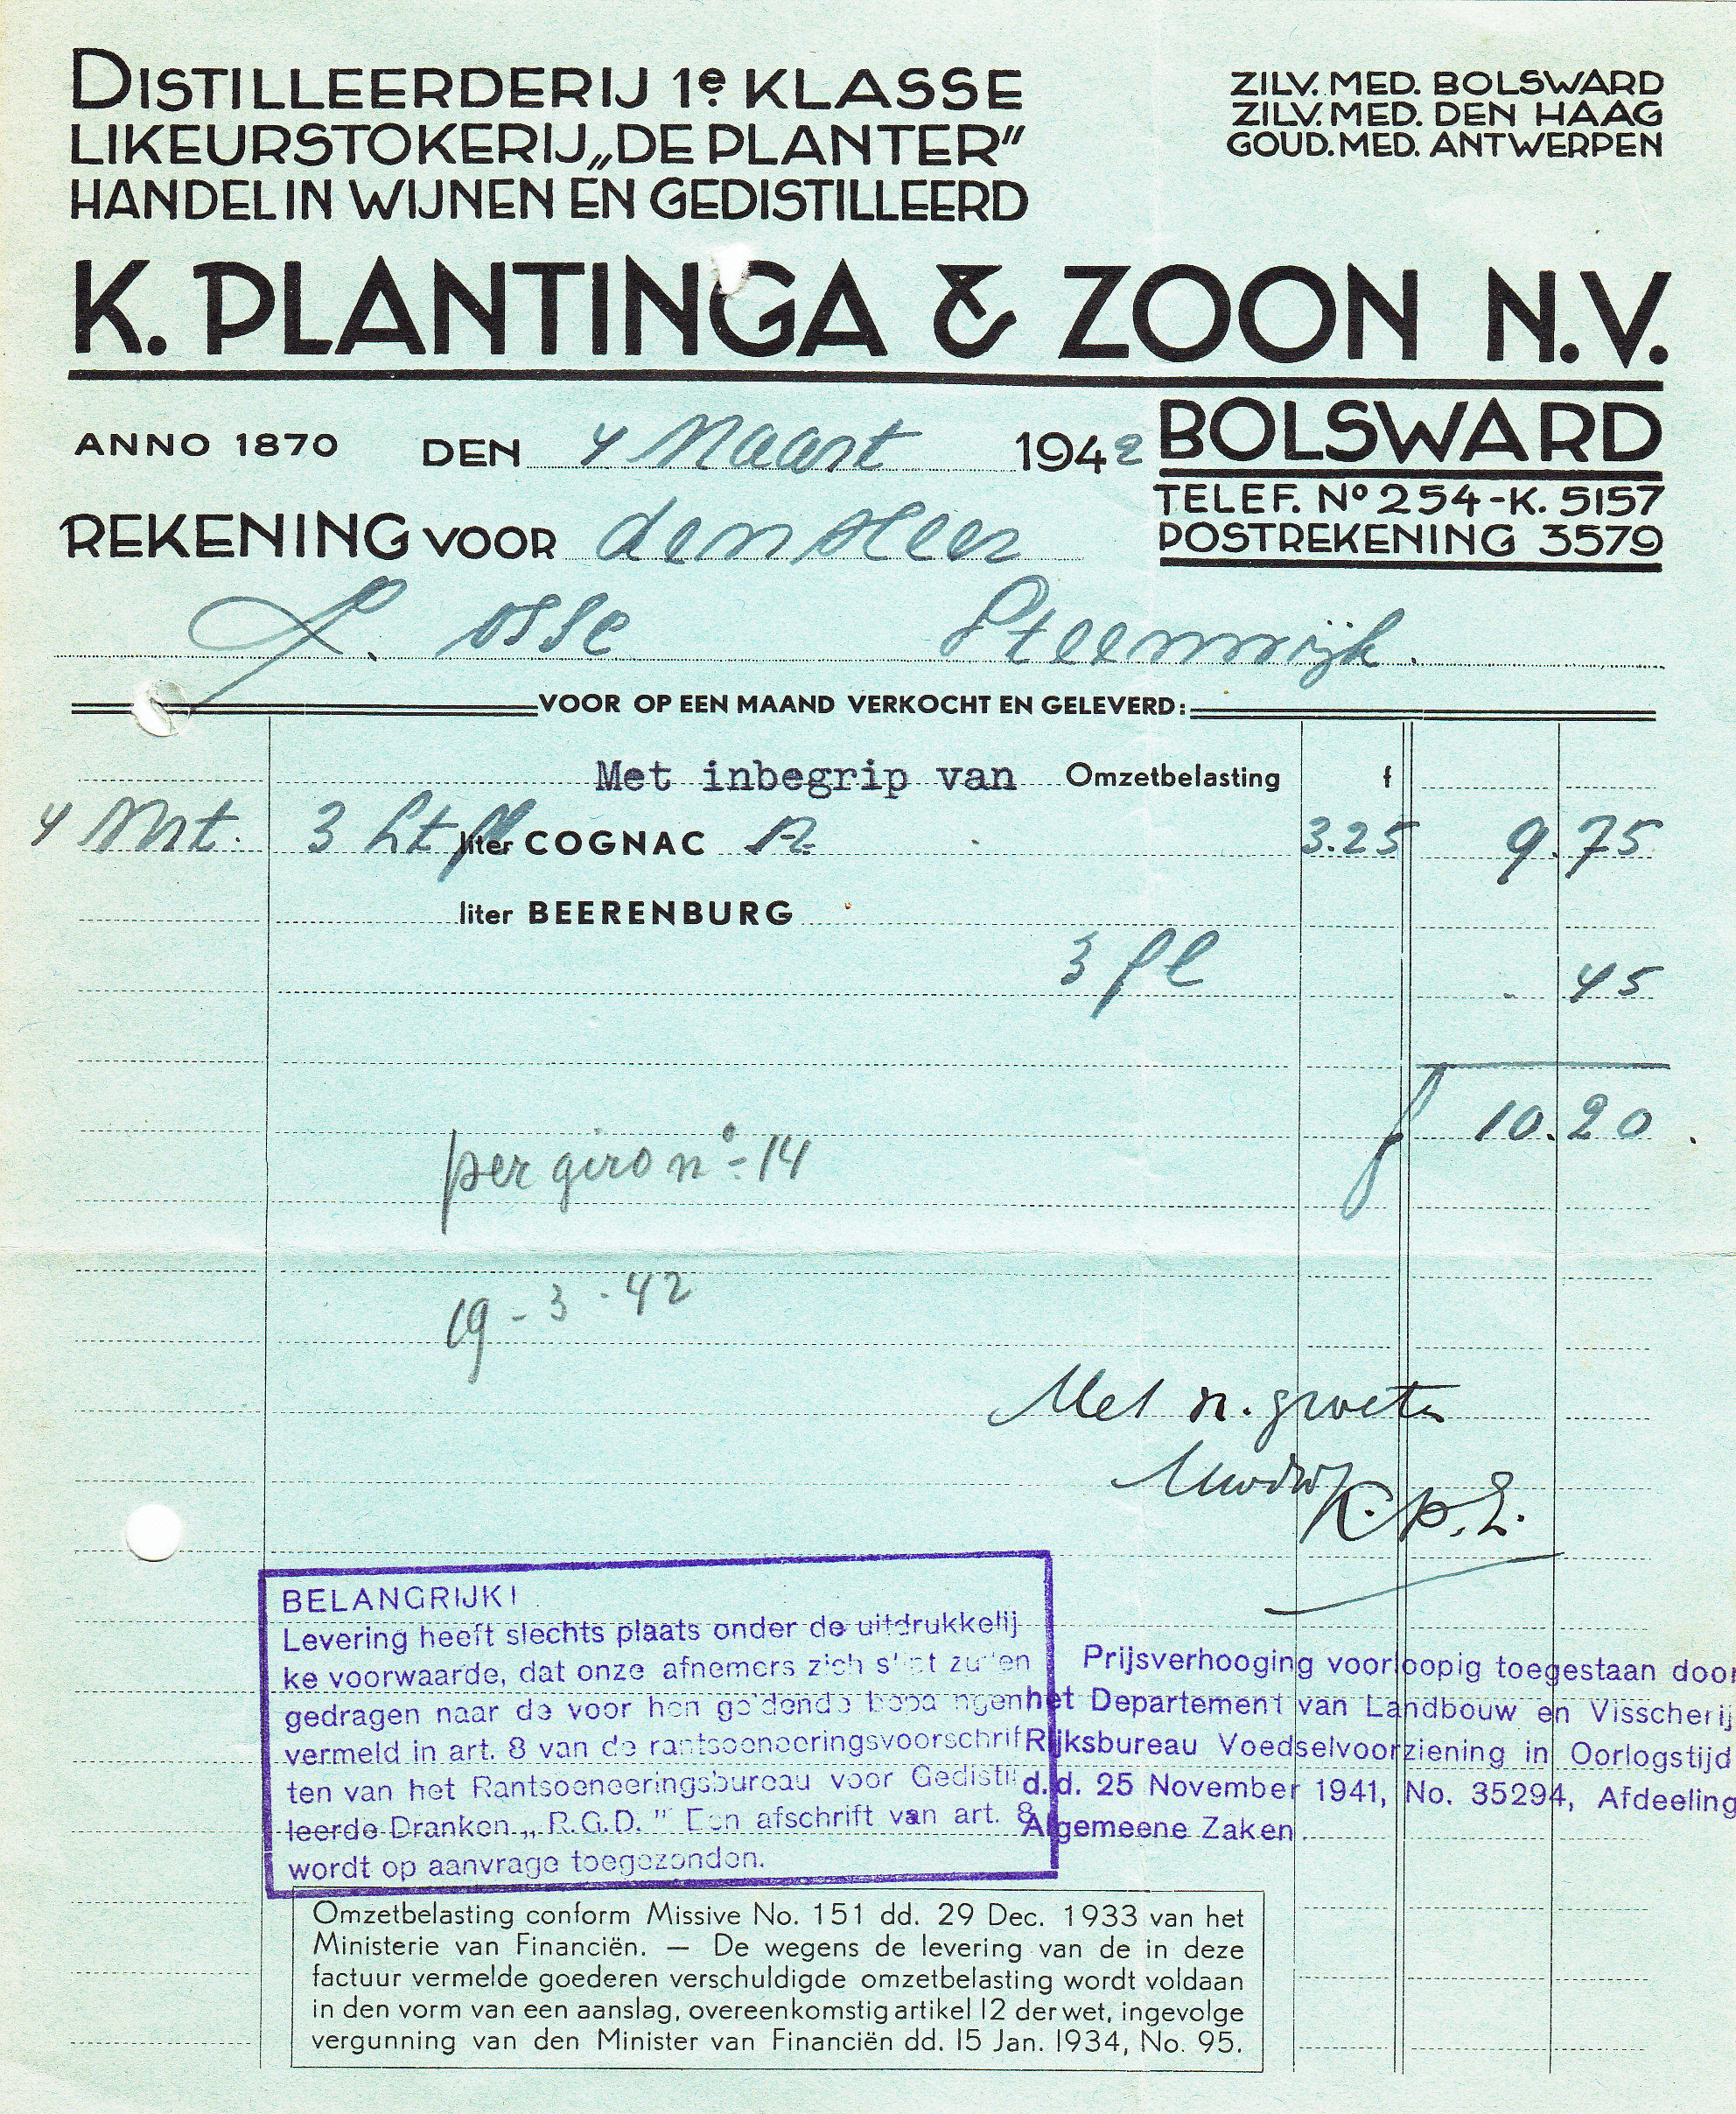 DISTILLEERDERIJ 1e KLASSE
LIKEURSTOKERIJ „DE PLANTER"
HANDEL IN WIJNEN EN GEDISTILLEERD
ZILV. MED. BOLSWARD
ZILV. MED. DEN HAAG
GOUD. MED. ANTWERPEN
K. PLANTINGA & ZOON N.V.
BOLSWARD
ANNO 1870 DEN 4 Maart 1942
TELEF. No 254-K. 5157
POSTREKENING 3579
REKENING VOOR den Heer
J. Osse Steenwijk.
VOOR OP EEN MAAND VERKOCHT EN GELEVERD:
Met inbegrip van Omzetbelasting f
4 Mrt. 3 Lt fl liter COGNAC 3.25 9.75
liter BEERENBURG
3 fl 45
f 10.20.
per giro no - 14
19-3-42
Met n. groeten
K.p.Z.
BELANGRIJK!
Levering heeft slechts plaats onder de uitdrukkelij
ke voorwaarde, dat onze afnemers zich stipt zullen
gedragen naar de voor hen geldende bepalingen
vermeld in art. 8 van de rantsoeneeringsvoorschrif
ten van het Rantsoeneeringsbureau voor Gedistil
leerde Dranken „R.G.D." Een afschrift van art. 8
wordt op aanvrage toegezonden.
Prijsverhooging voorloopig toegestaan door
het Departement van Landbouw en Visscherij
Rijksbureau Voedselvoorziening in Oorlogstijd
d.d. 25 November 1941, No. 35294, Afdeeling
Algemeene Zaken.
Omzetbelasting conform Missive No. 151 dd. 29 Dec. 1933 van het
Ministerie van Financiën. — De wegens de levering van de in deze
factuur vermelde goederen verschuldigde omzetbelasting wordt voldaan
in den vorm van een aanslag, overeenkomstig artikel 12 der wet, ingevolge
vergunning van den Minister van Financiën dd. 15 Jan. 1934, No. 95.